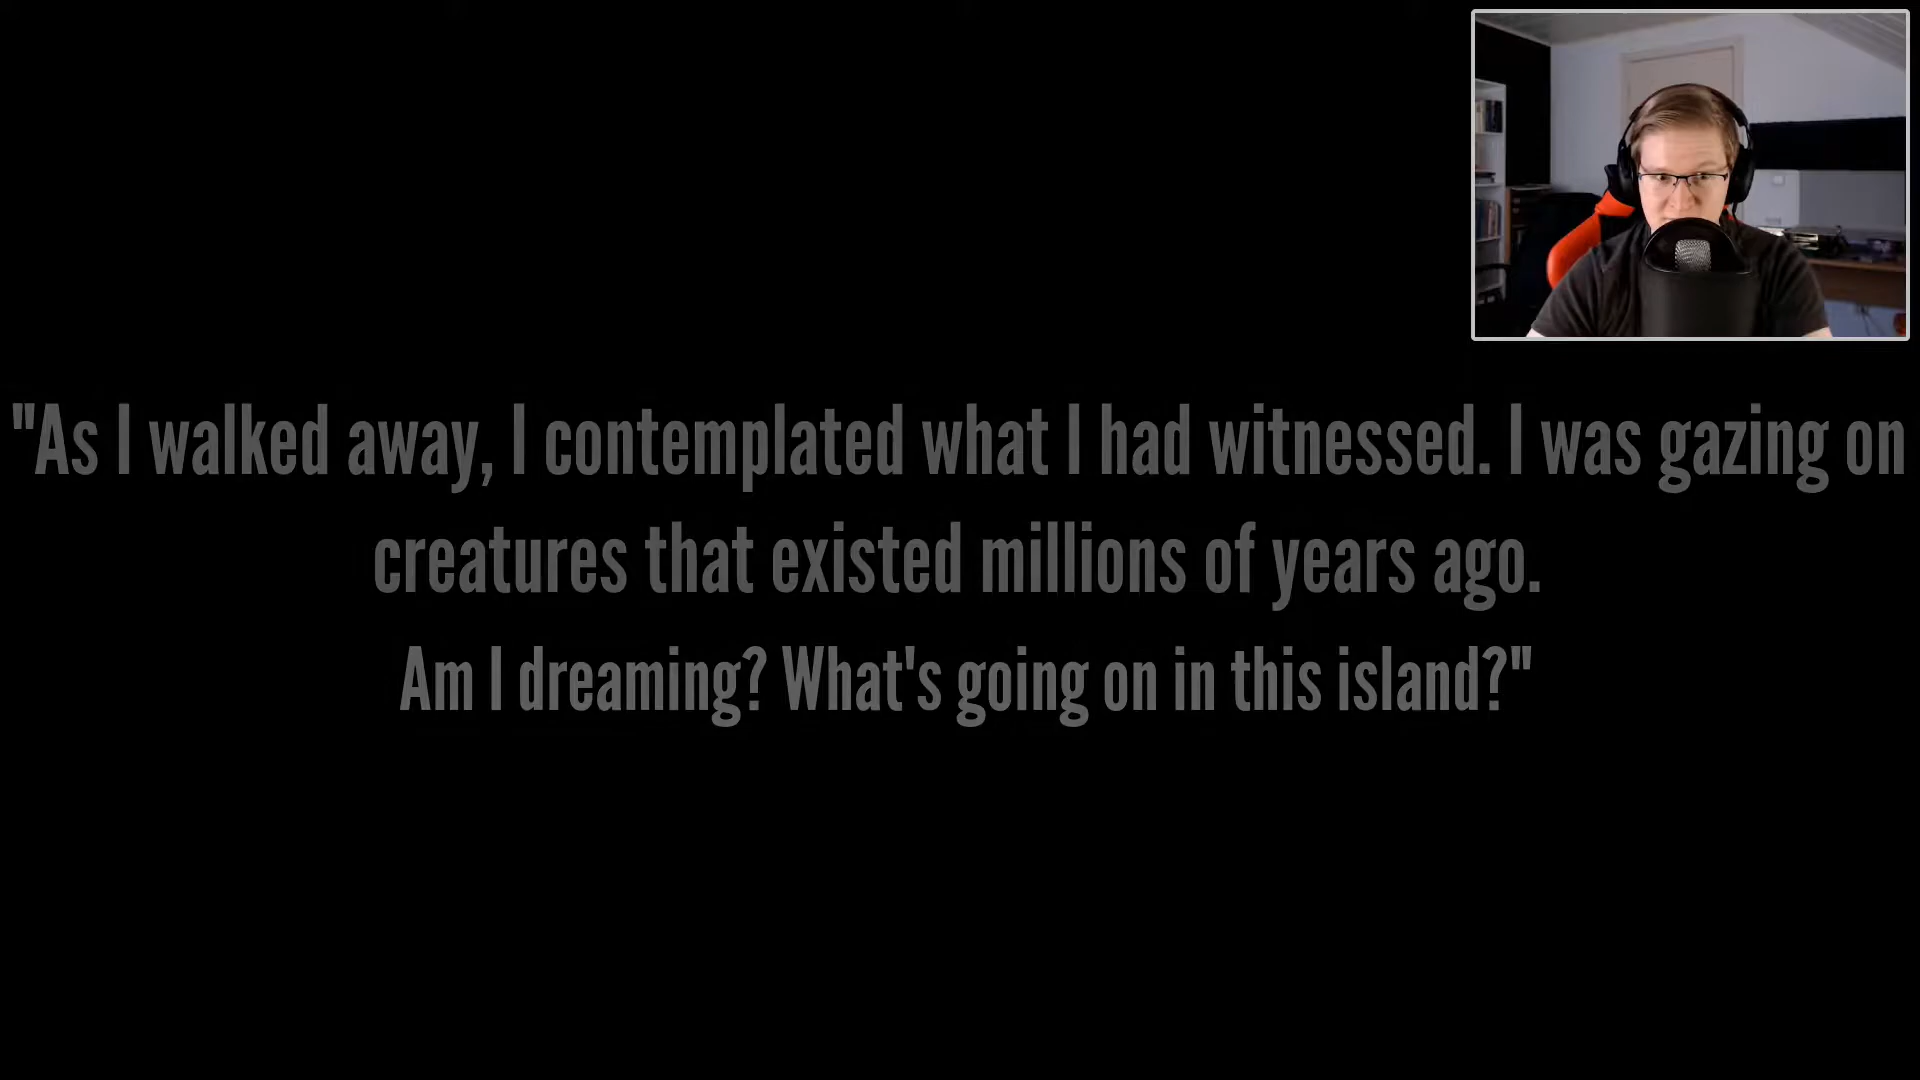 "As I walked away, I contemplated what I had witnessed. I was gazing on
creatures that existed millions of years ago.
Am I dreaming? What's going on in this island?"